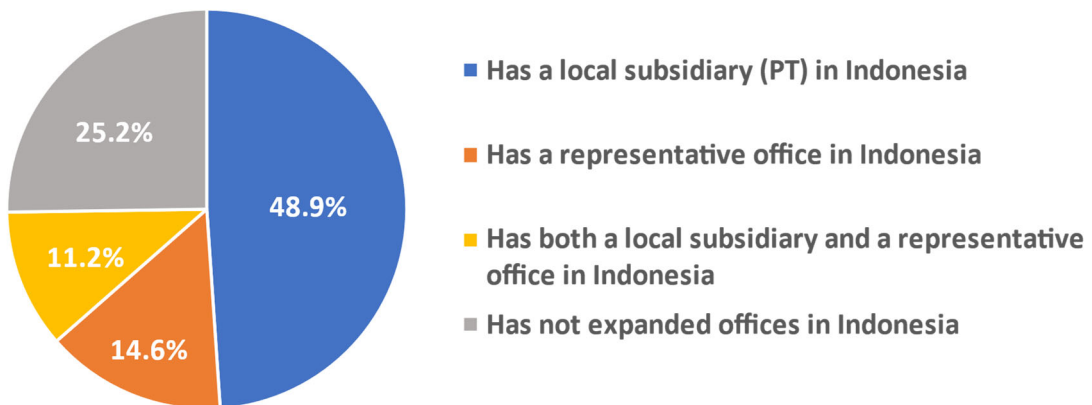 48.9%
14.6%
11.2%
25.2%
Has a local subsidiary (PT) in Indonesia
Has a representative office in Indonesia
Has both a local subsidiary and a representative
office in Indonesia
Has not expanded offices in Indonesia